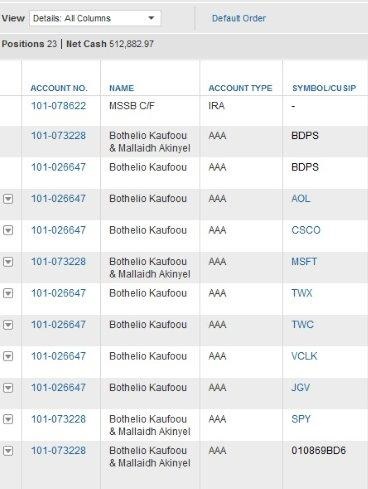 View Details: All Columns Default Order
Positions 23 | Net Cash 512,882.97
ACCOUNT NO. NAME ACCOUNT TYPE SYMBOL/CUSIP
101-078622 MSSB C/F IRA -
101-073228 Bothelio Kaufoou AAA BDPS
& Mallaidh Akinyel
101-026647 Bothelio Kaufoou AAA BDPS
101-026647 Bothelio Kaufoou AAA AOL
101-026647 Bothelio Kaufoou AAA CSCO
101-073228 Bothelio Kaufoou AAA MSFT
& Mallaidh Akinyel
101-026647 Bothelio Kaufoou AAA TWX
101-026647 Bothelio Kaufoou AAA TWC
101-026647 Bothelio Kaufoou AAA VCLK
101-026647 Bothelio Kaufoou AAA JGV
101-073228 Bothelio Kaufoou AAA SPY
& Mallaidh Akinyel
101-073228 Bothelio Kaufoou AAA 010869BD6
& Mallaidh Akinyel